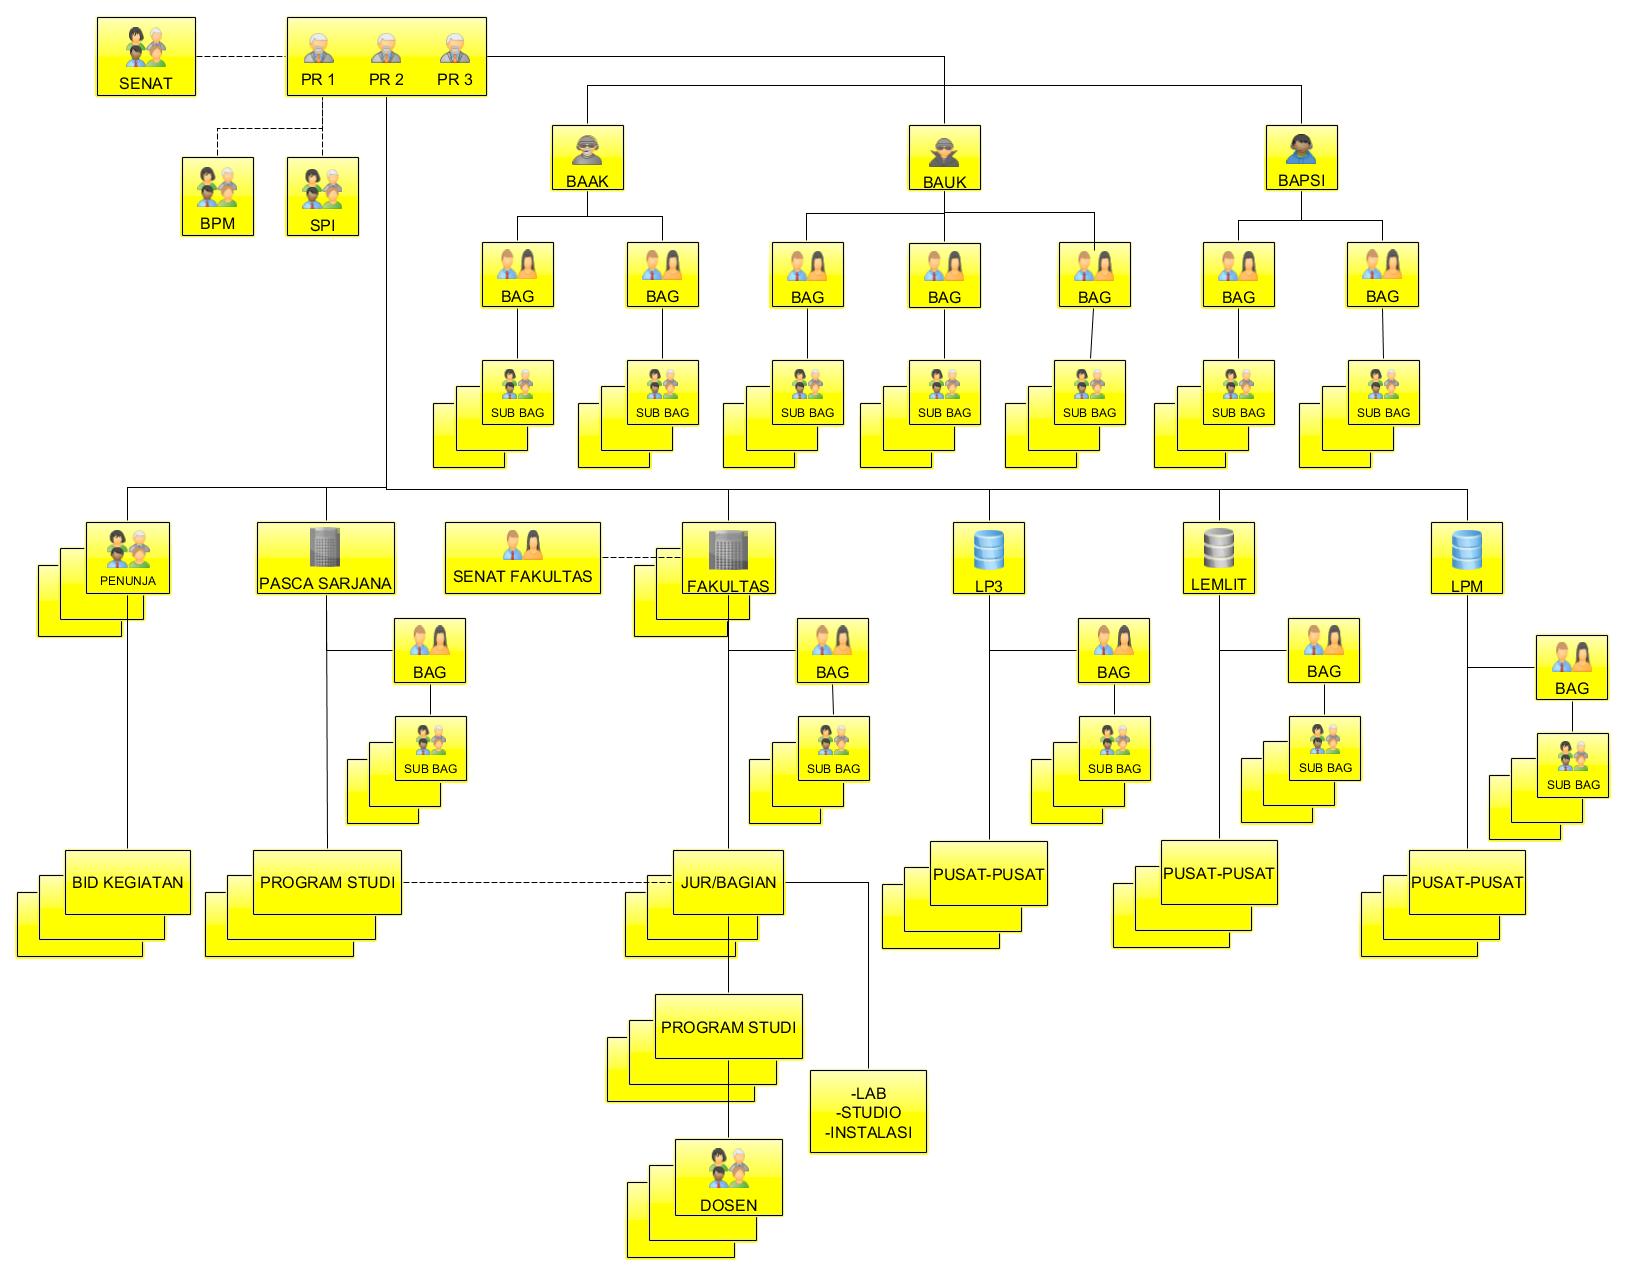 SENAT
PR 1
PR 2
PR 3
BPM
SPI
BAAK
BAUK
BAPSI
BAG
BAG
BAG
BAG
BAG
BAG
BAG
SUB BAG
SUB BAG
SUB BAG
SUB BAG
SUB BAG
SUB BAG
SUB BAG
PENUNJA
PASCA SARJANA
SENAT FAKULTAS
FAKULTAS
LP3
LEMLIT
LPM
BAG
BAG
BAG
BAG
BAG
SUB BAG
SUB BAG
SUB BAG
SUB BAG
SUB BAG
BID KEGIATAN
PROGRAM STUDI
JUR/BAGIAN
PUSAT-PUSAT
PUSAT-PUSAT
PUSAT-PUSAT
PROGRAM STUDI
-LAB
-STUDIO
-INSTALASI
DOSEN